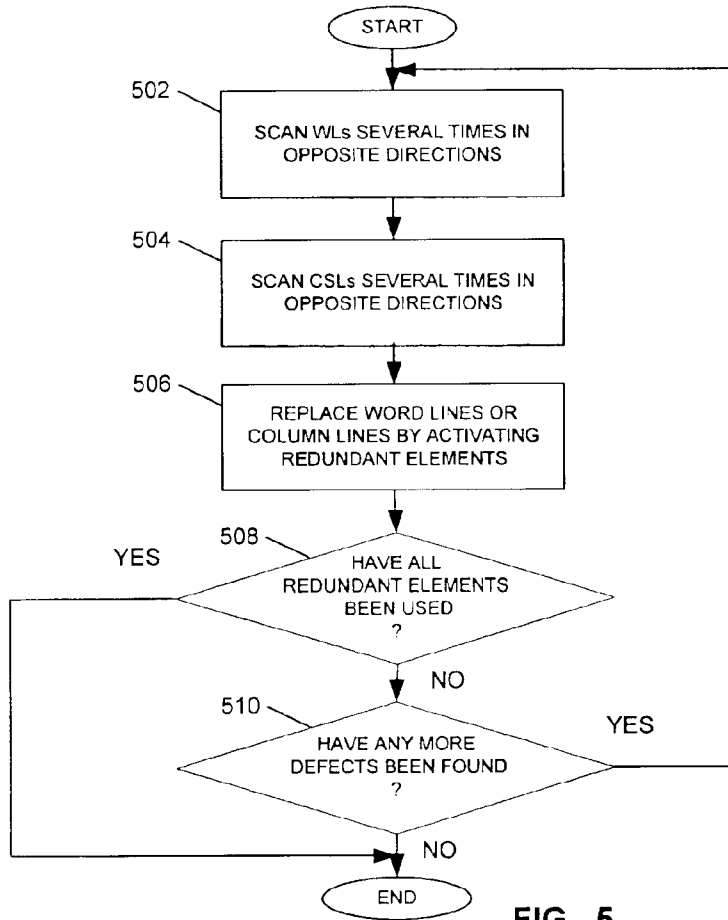 START
502
SCAN WLs SEVERAL TIMES IN
OPPOSITE DIRECTIONS
504
SCAN CSLs SEVERAL TIMES IN
OPPOSITE DIRECTIONS
506
REPLACE WORD LINES OR
COLUMN LINES BY ACTIVATING
REDUNDANT ELEMENTS
508
YES
HAVE ALL
REDUNDANT ELEMENTS
BEEN USED
?
NO
510
YES
HAVE ANY MORE
DEFECTS BEEN FOUND
?
NO
END
FIG. 5